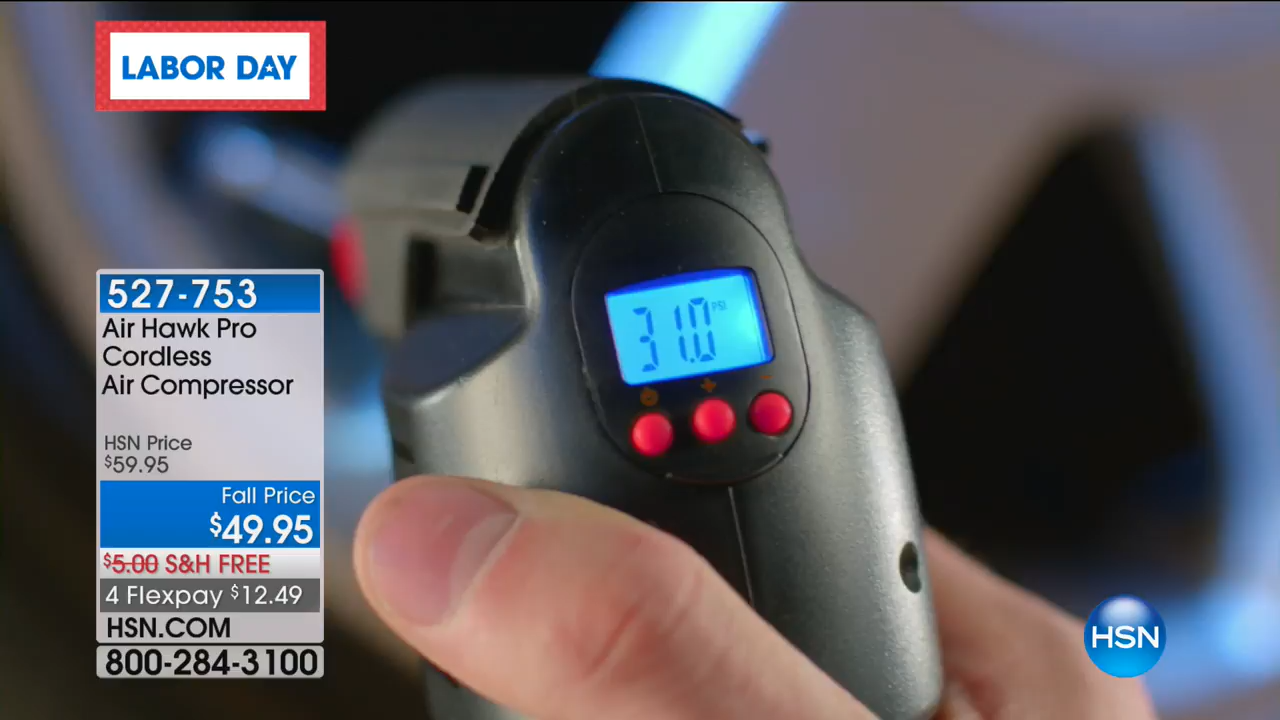 LABOR DAY
527-753
Air Hawk Pro
Cordless
Air Compressor
HSN Price
$59.95
Fall Price
$49.95
$5.00 S&H FREE
4 Flexpay $12.49
HSN.COM
800-284-3100
31.0 PSI
HSN